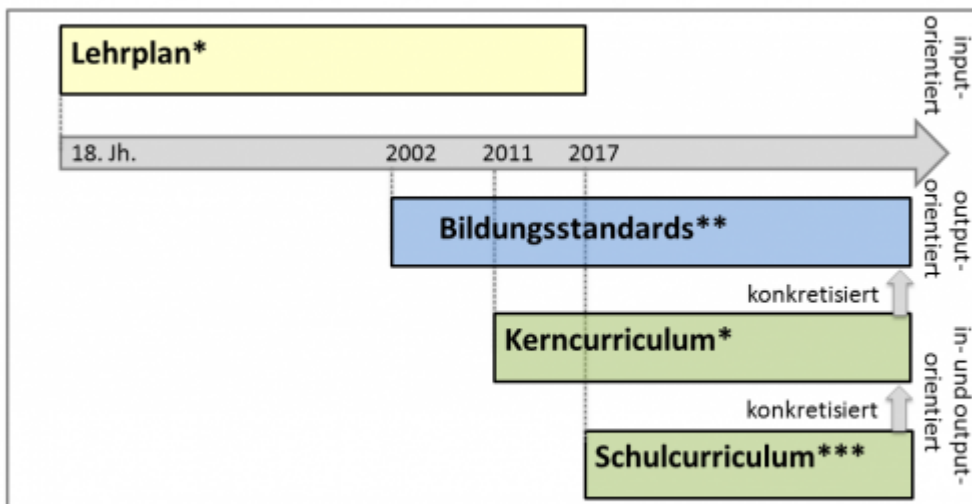 Lehrplan*
input-
orientiert
18. Jh.
2002
2011
2017
Bildungsstandards**
output-
orientiert
konkretisiert
Kerncurriculum*
in- und output-
orientiert
konkretisiert
Schulcurriculum***